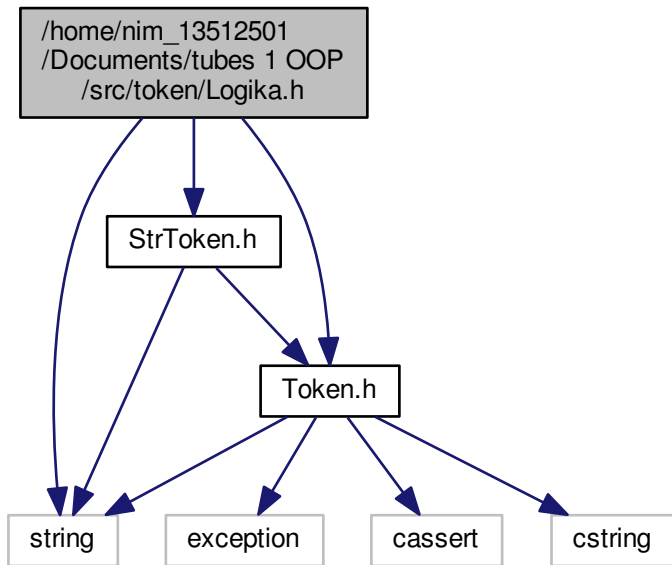 /home/nim_13512501
/Documents/tubes 1 OOP
/src/token/Logika.h
StrToken.h
Token.h
string
exception
cassert
cstring